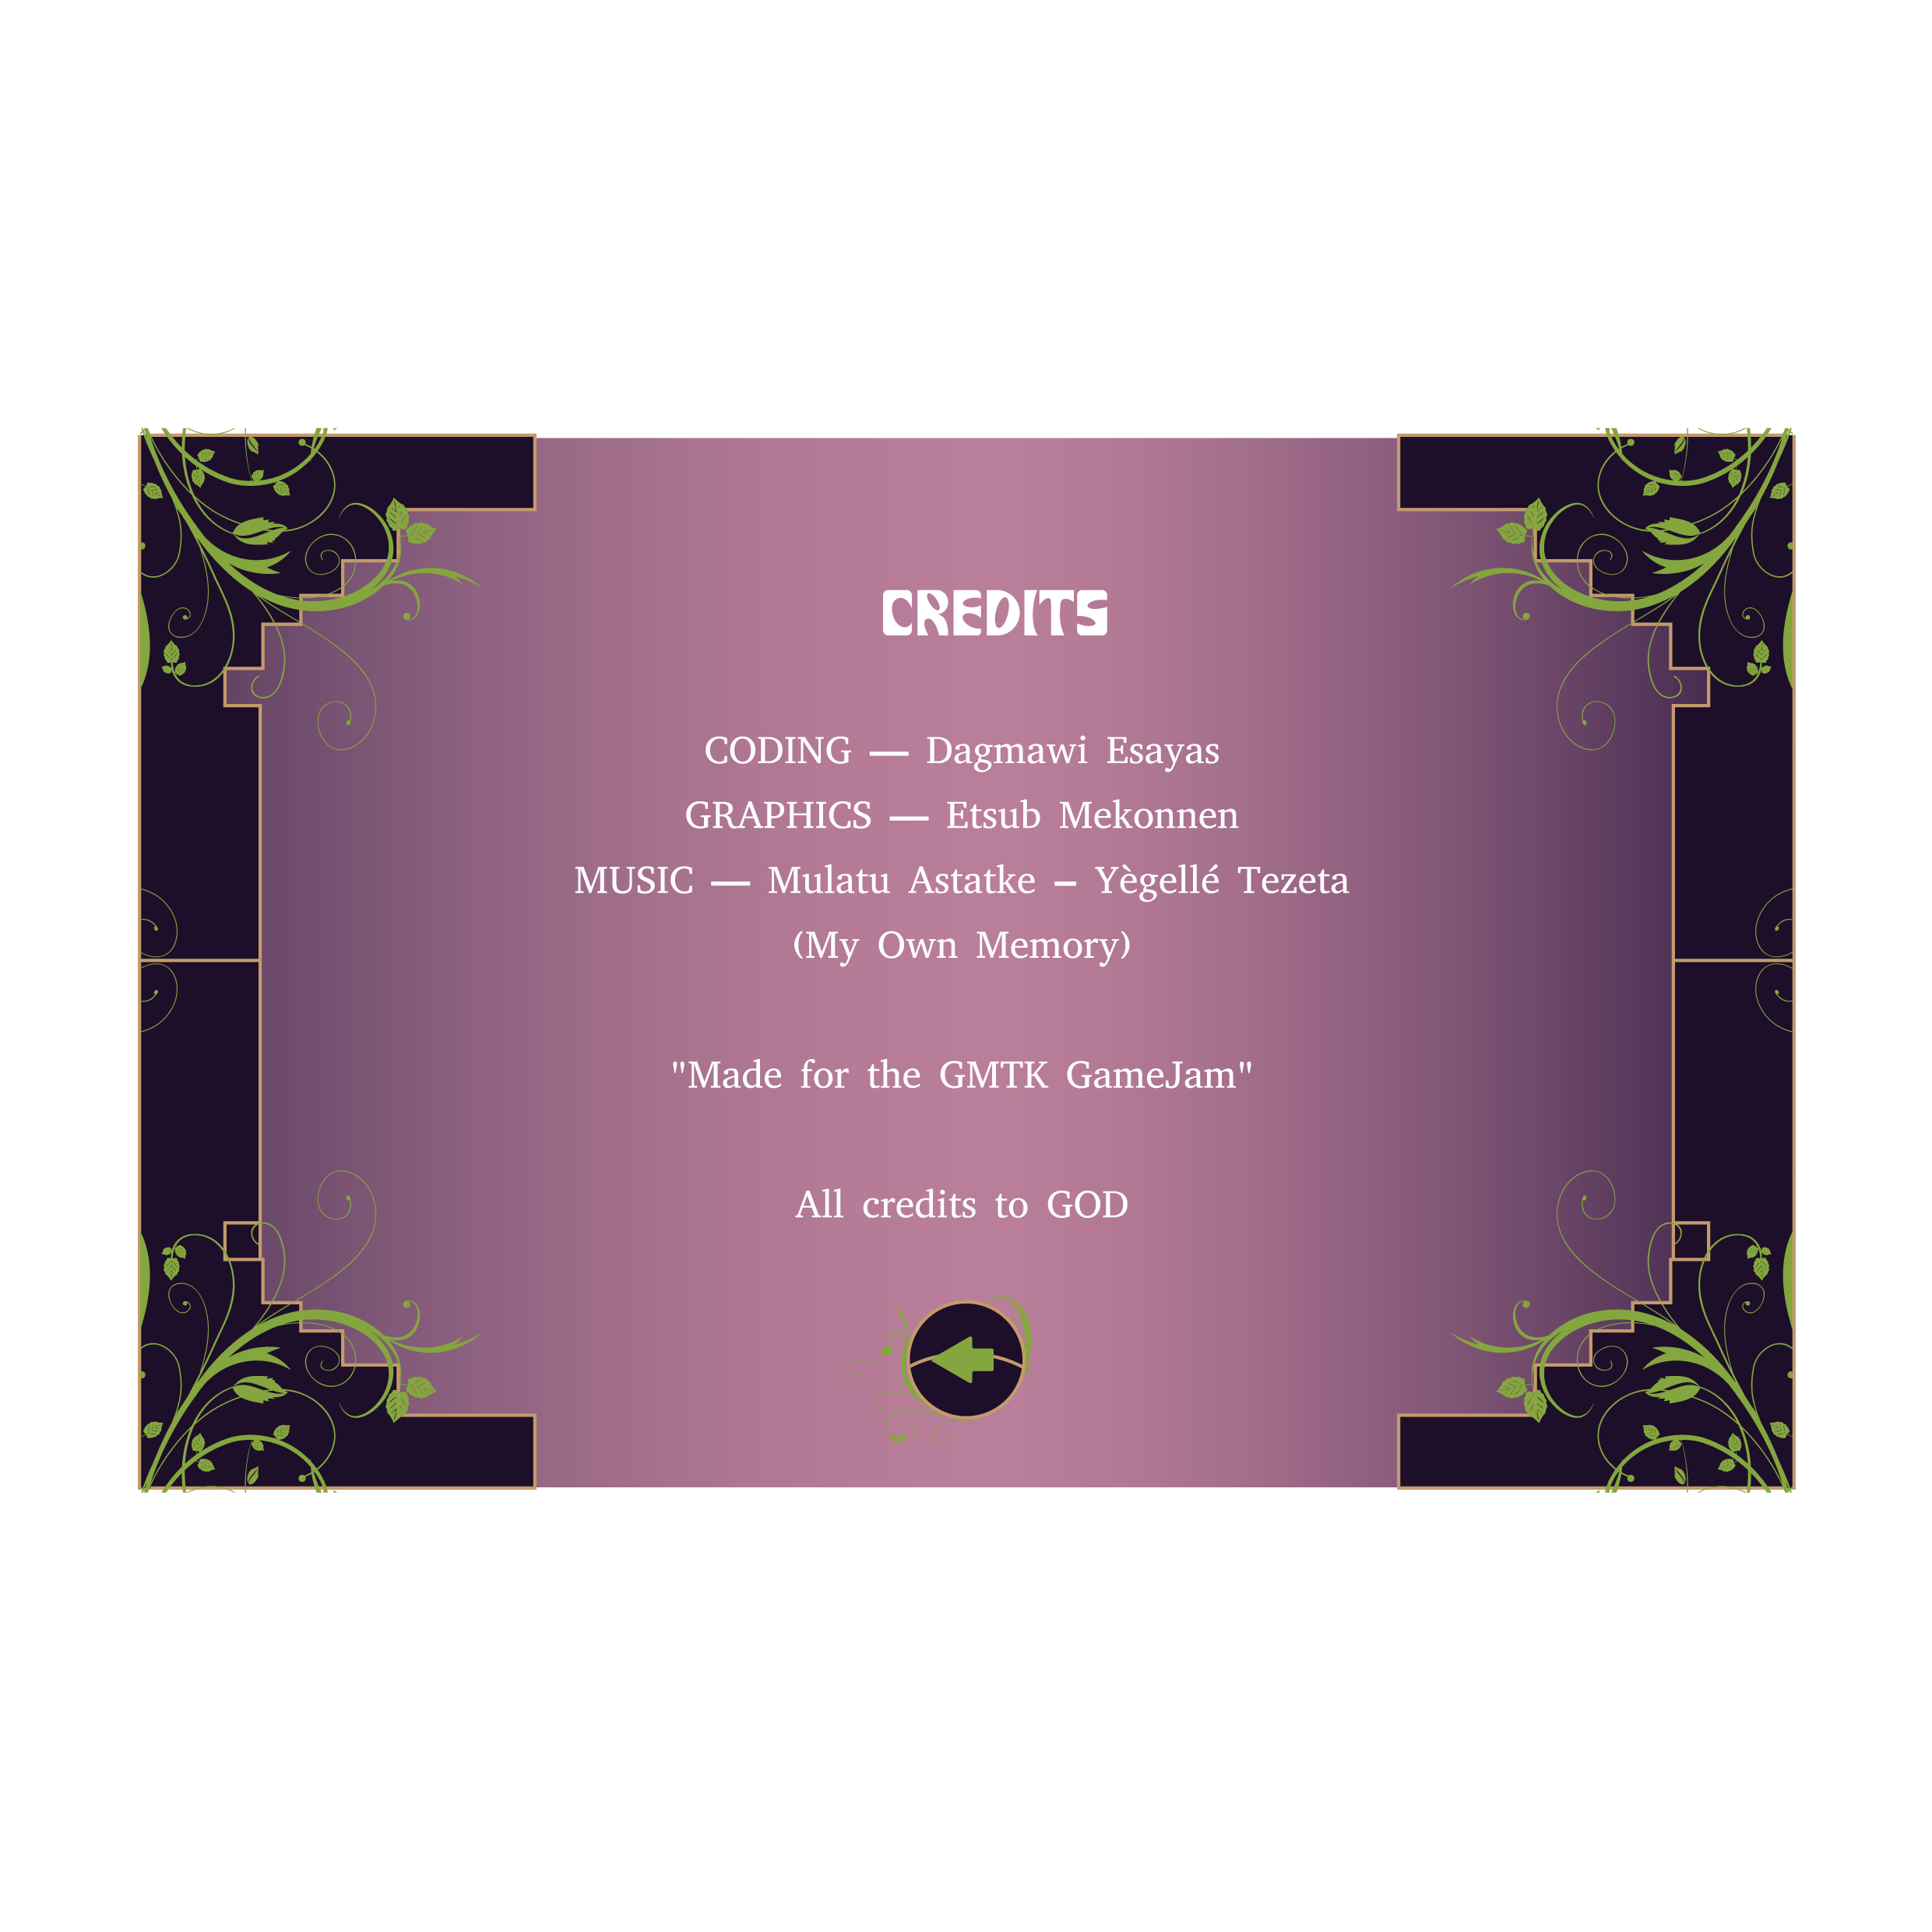 CREDITS
CODING — Dagmawi Esayas
GRAPHICS — Etsub Mekonnen
MUSIC — Mulatu Astatke – Yègellé Tezeta
(My Own Memory)
"Made for the GMTK GameJam"
All credits to GOD